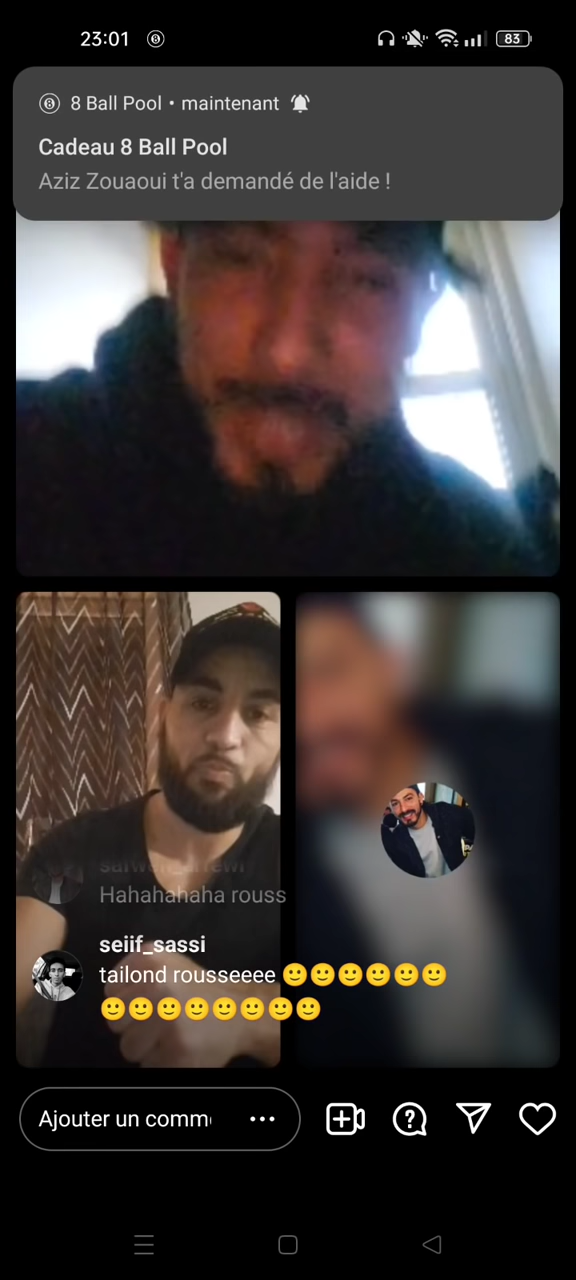 23:01
83
8 Ball Pool • maintenant
Cadeau 8 Ball Pool
Aziz Zouaoui t'a demandé de l'aide !
Hahahahaha rouss
seiif_sassi
tailond rousseeee 🙂🙂🙂🙂🙂🙂
🙂🙂🙂🙂🙂🙂🙂🙂
Ajouter un comm